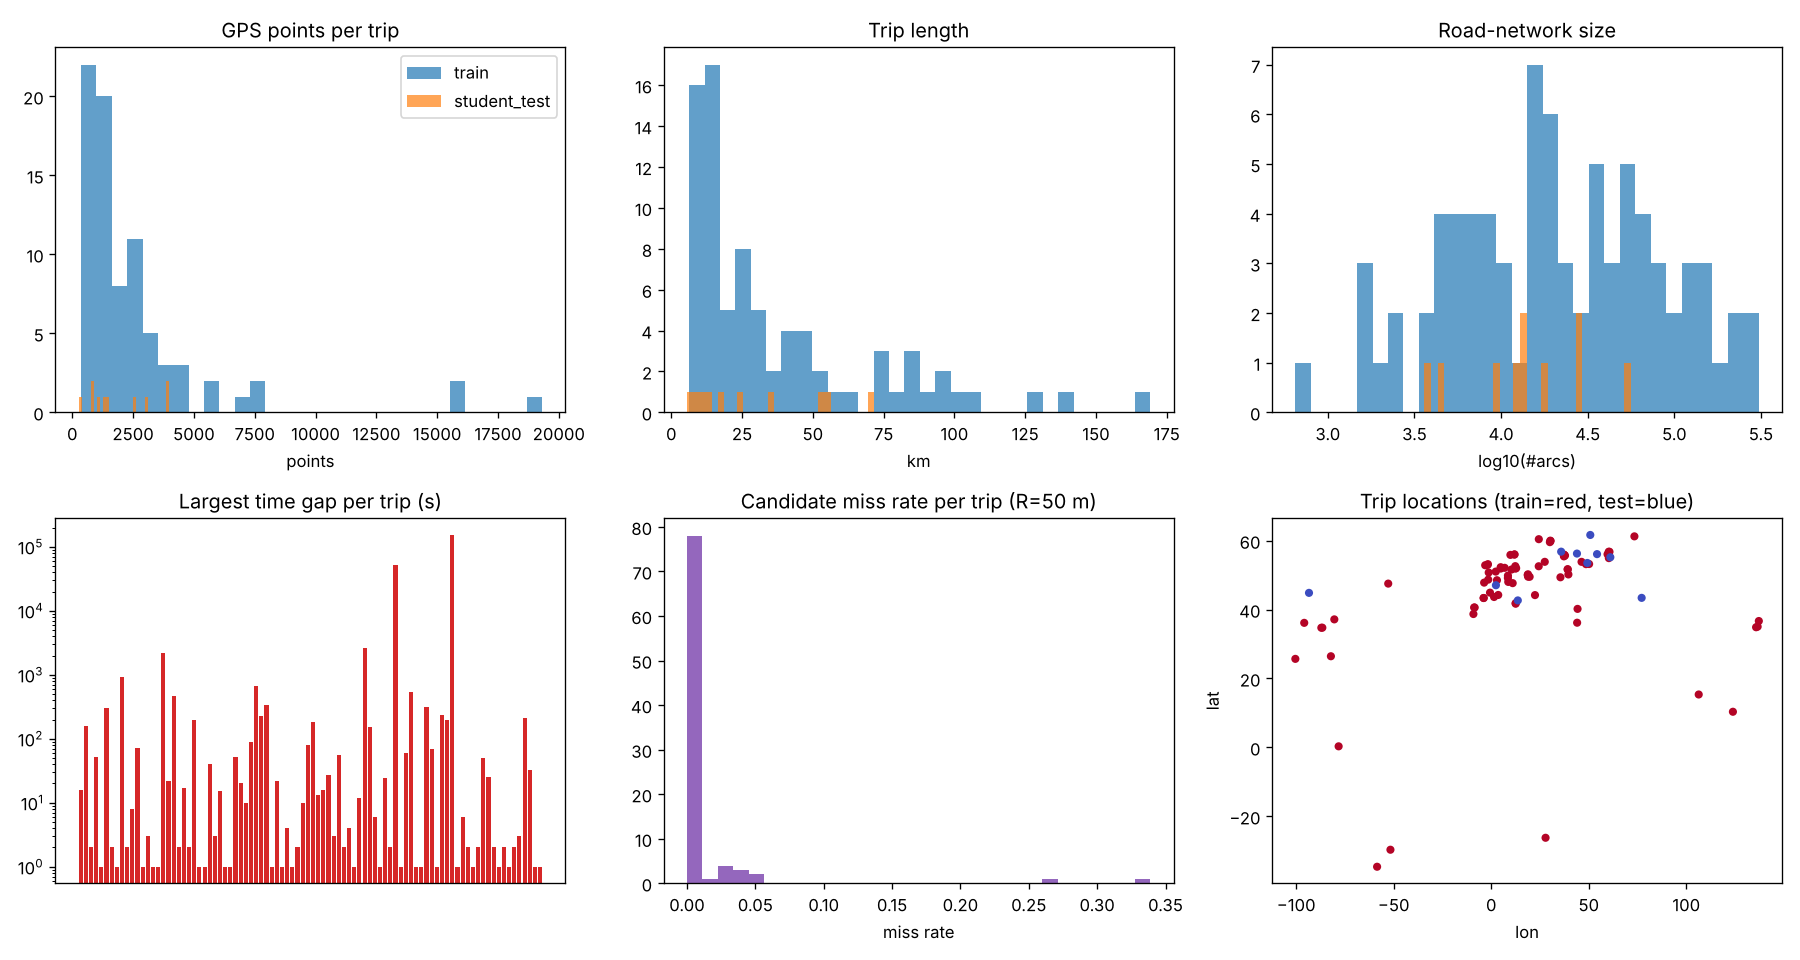 GPS points per trip
train
student_test
20
15
10
5
0
0 2500 5000 7500 10000 12500 15000 17500 20000
points
Trip length
16
14
12
10
8
6
4
2
0
0 25 50 75 100 125 150 175
km
Road-network size
7
6
5
4
3
2
1
0
3.0 3.5 4.0 4.5 5.0 5.5
log10(#arcs)
Largest time gap per trip (s)
10⁵
10⁴
10³
10²
10¹
10⁰
Candidate miss rate per trip (R=50 m)
80
70
60
50
40
30
20
10
0
0.00 0.05 0.10 0.15 0.20 0.25 0.30 0.35
miss rate
Trip locations (train=red, test=blue)
lat
60
40
20
0
−20
−100 −50 0 50 100
lon